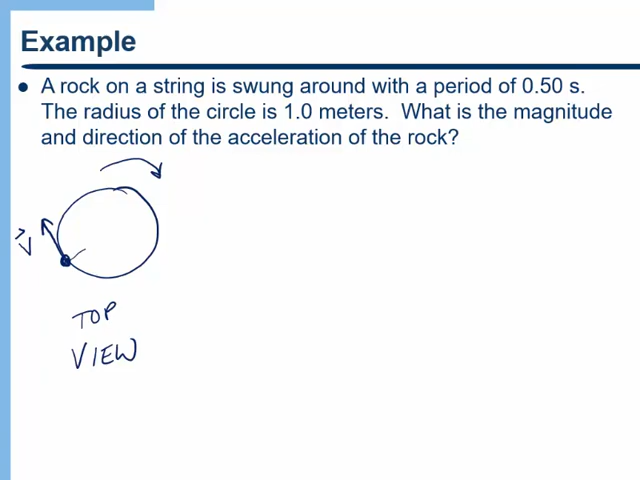 Example
● A rock on a string is swung around with a period of 0.50 s.
The radius of the circle is 1.0 meters. What is the magnitude
and direction of the acceleration of the rock?
V
TOP
VIEW